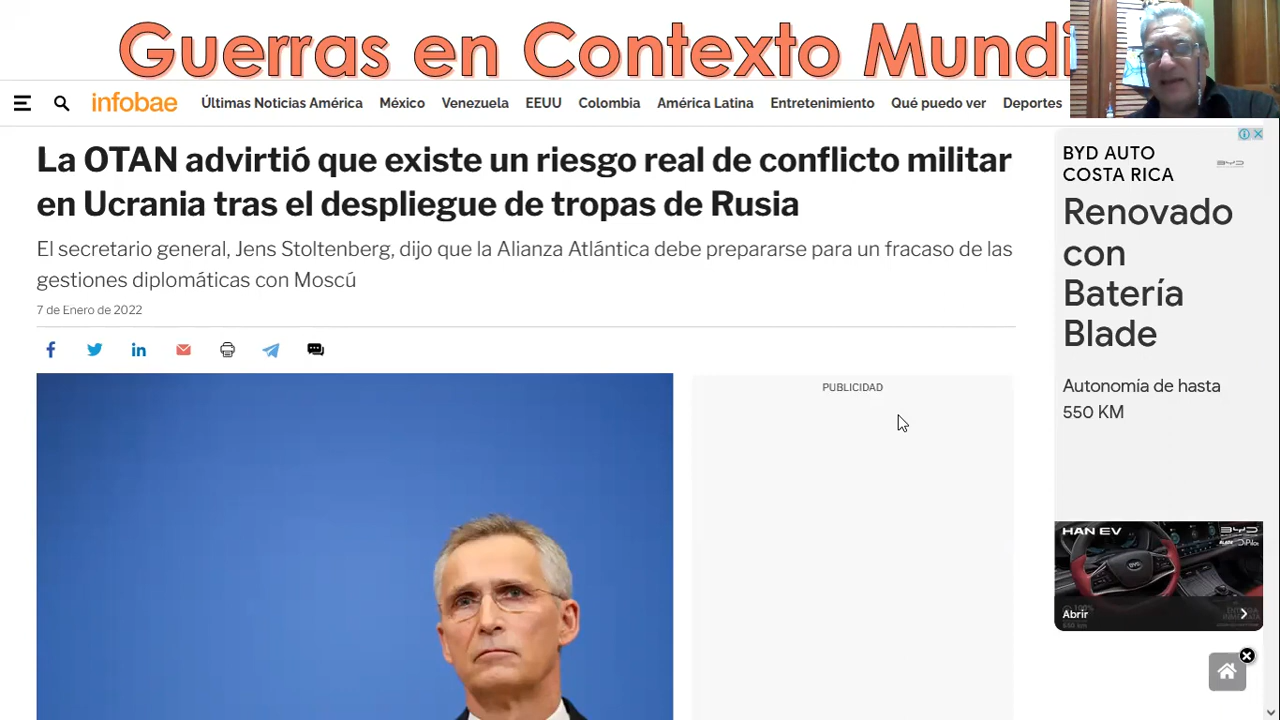 Guerras en Contexto Mundi
infobae
Últimas Noticias América México Venezuela EEUU Colombia América Latina Entretenimiento Qué puedo ver Deportes
La OTAN advirtió que existe un riesgo real de conflicto militar
en Ucrania tras el despliegue de tropas de Rusia
El secretario general, Jens Stoltenberg, dijo que la Alianza Atlántica debe prepararse para un fracaso de las
gestiones diplomáticas con Moscú
7 de Enero de 2022
PUBLICIDAD
BYD AUTO
COSTA RICA
BYD
Renovado
con
Batería
Blade
Autonomía de hasta
550 KM
HAN EV
BYD
Abrir